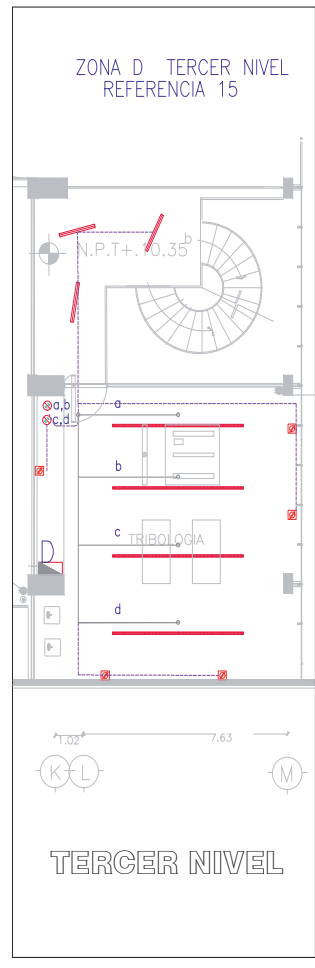 ZONA D TERCER NIVEL
REFERENCIA 15
b
N.P.T+.10.35
a,b
c,d
a
b
c
TRIBOLOGIA
D
d
1.02
7.63
K
L
M
TERCER NIVEL